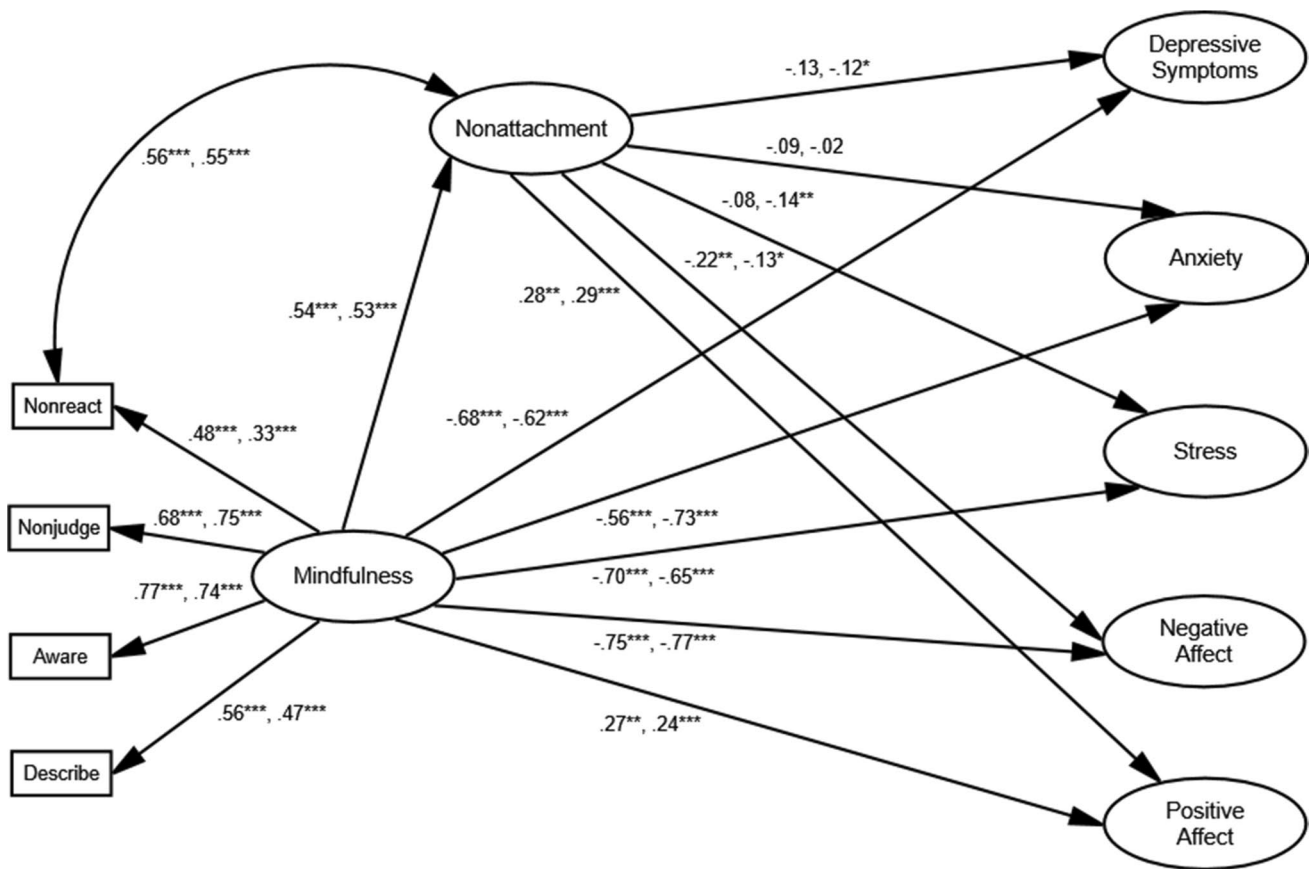 Depressive
Symptoms
-.13, -.12*
Nonattachment
-.09, -.02
.56***, .55***
-.08, -.14**
Anxiety
-.22**, -.13*
.28**, .29***
.54***, .53***
Nonreact
-.68***, -.62***
.48***, .33***
Stress
Nonjudge
.68***, .75***
-.56***, -.73***
Mindfulness
-.70***, -.65***
.77***, .74***
Negative
Affect
-.75***, -.77***
Aware
.56***, .47***
.27**, .24***
Describe
Positive
Affect